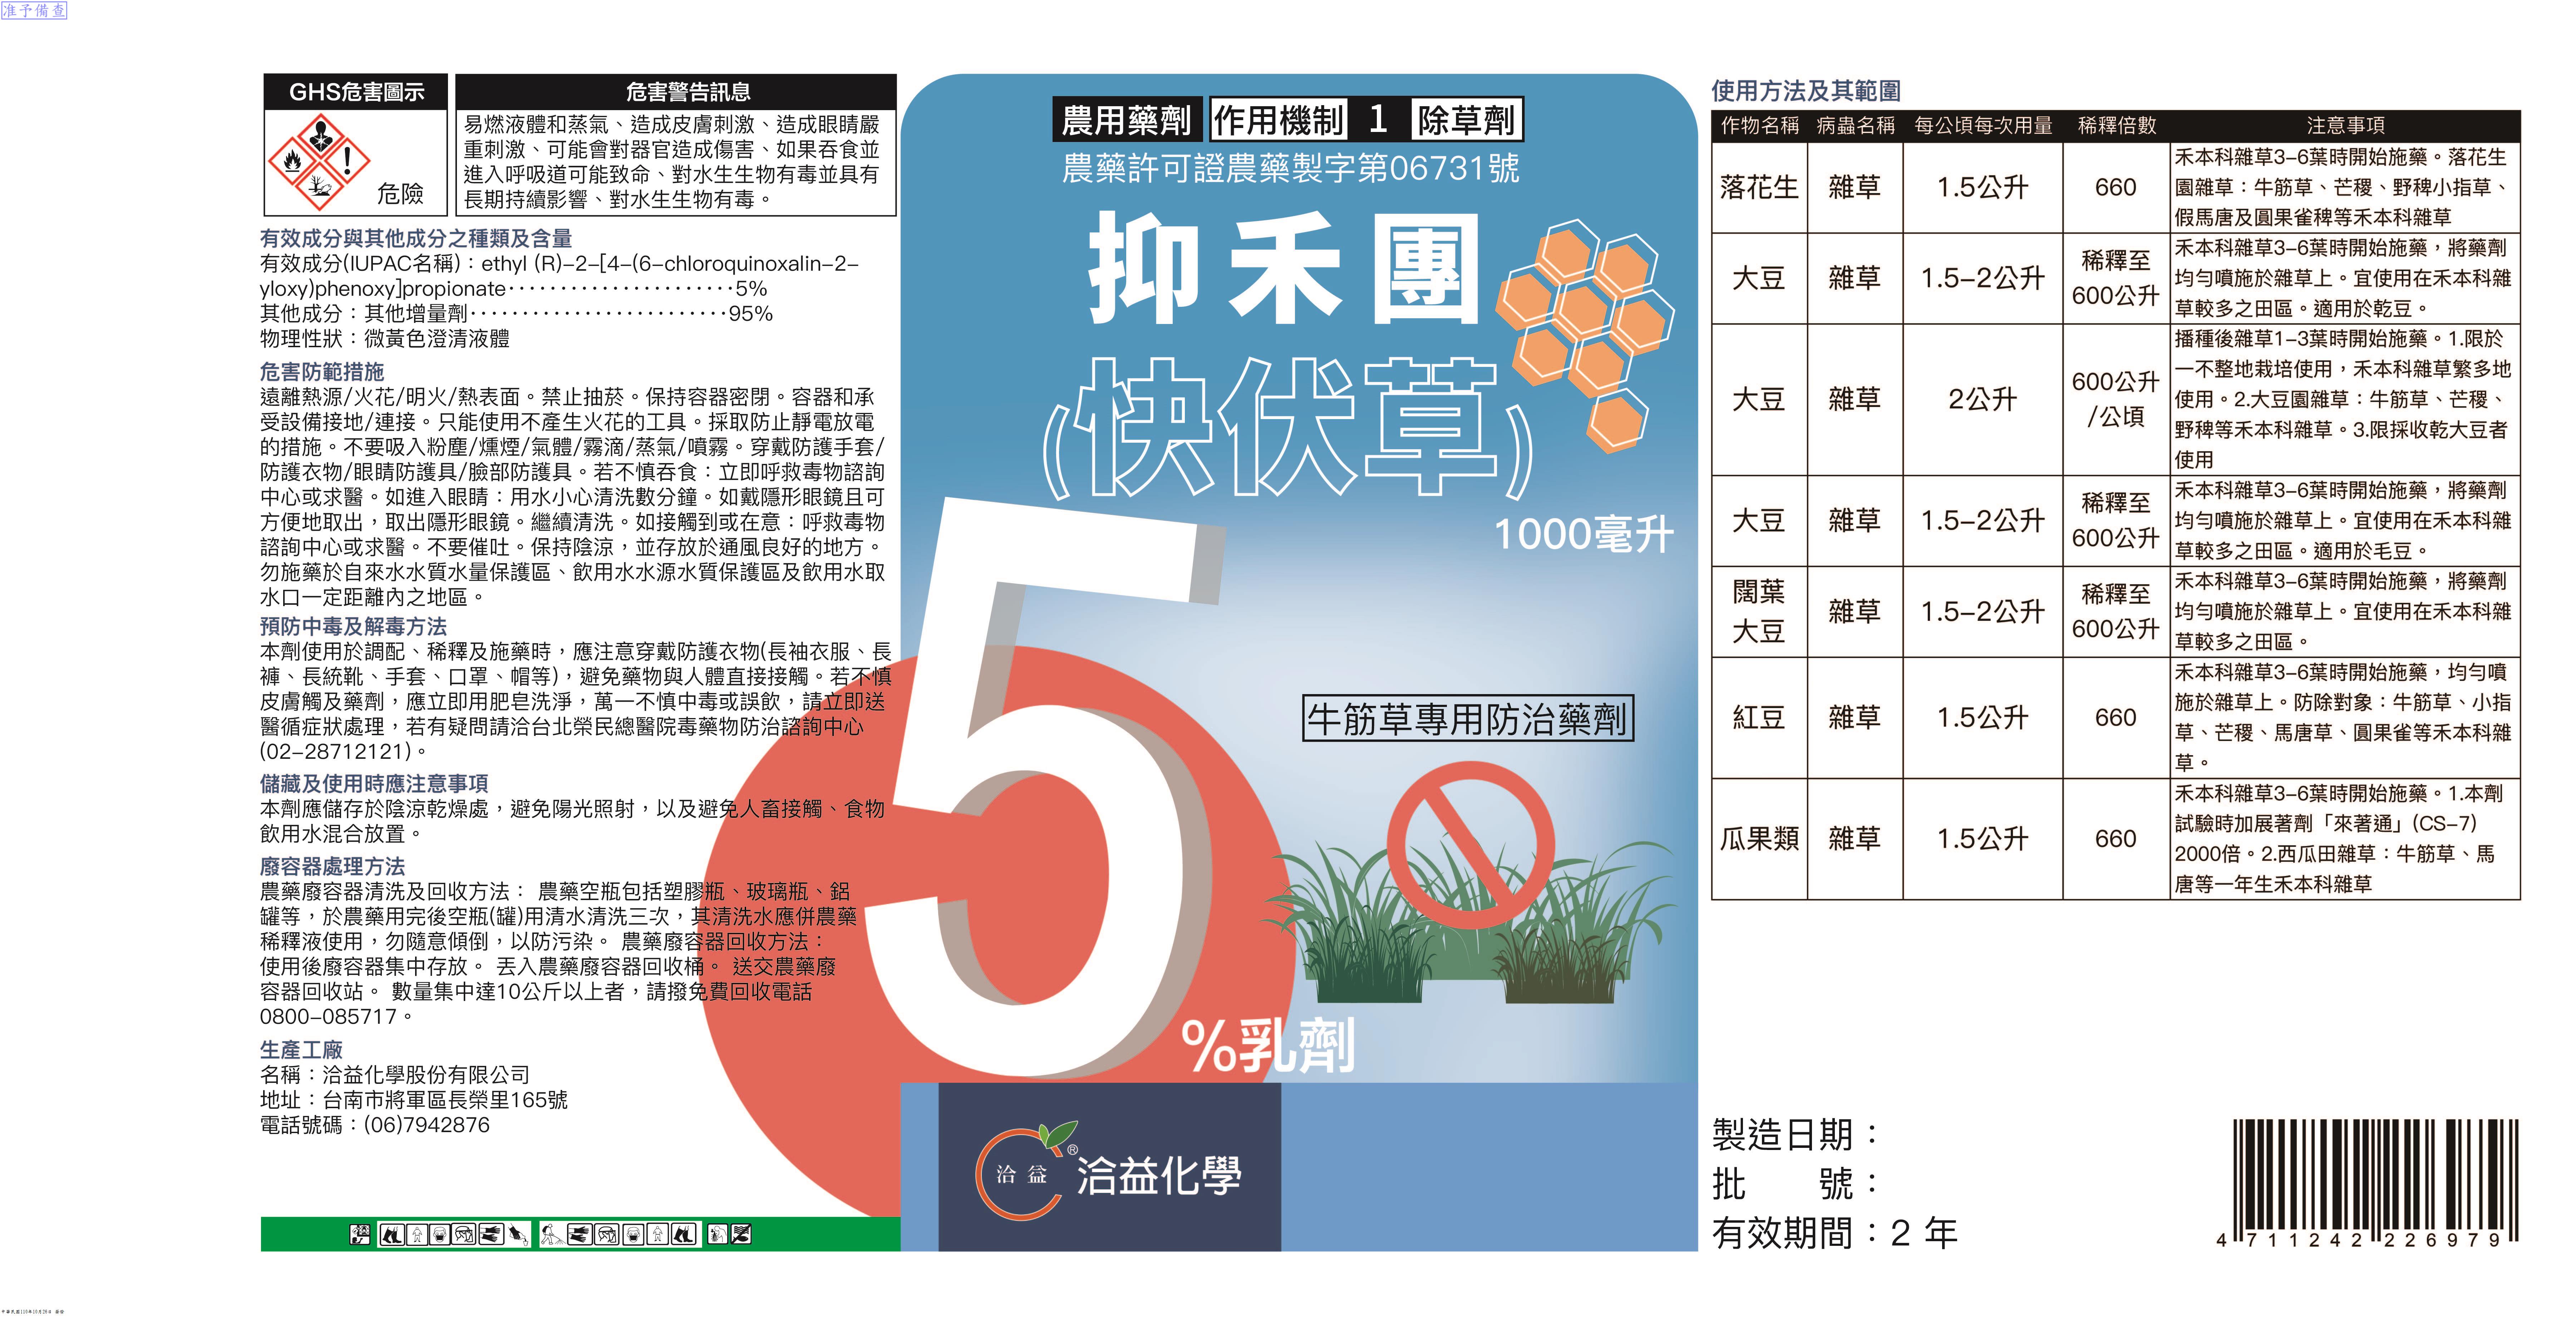 准予備查
GHS危害圖示
危險
危害警告訊息
易燃液體和蒸氣、造成皮膚刺激、造成眼睛嚴
重刺激、可能會對器官造成傷害、如果吞食並
進入呼吸道可能致命、對水生生物有毒並具有
長期持續影響、對水生生物有毒。
有效成分與其他成分之種類及含量
有效成分(IUPAC名稱)：ethyl (R)-2-[4-(6-chloroquinoxalin-2-
yloxy)phenoxy]propionate······················5%
其他成分：其他增量劑·························95%
物理性狀：微黃色澄清液體
危害防範措施
遠離熱源/火花/明火/熱表面。禁止抽菸。保持容器密閉。容器和承
受設備接地/連接。只能使用不產生火花的工具。採取防止靜電放電
的措施。不要吸入粉塵/燻煙/氣體/霧滴/蒸氣/噴霧。穿戴防護手套/
防護衣物/眼睛防護具/臉部防護具。若不慎吞食：立即呼救毒物諮詢
中心或求醫。如進入眼睛：用水小心清洗數分鐘。如戴隱形眼鏡且可
方便地取出，取出隱形眼鏡。繼續清洗。如接觸到或在意：呼救毒物
諮詢中心或求醫。不要催吐。保持陰涼，並存放於通風良好的地方。
勿施藥於自來水水質水量保護區、飲用水水源水質保護區及飲用水取
水口一定距離內之地區。
預防中毒及解毒方法
本劑使用於調配、稀釋及施藥時，應注意穿戴防護衣物(長袖衣服、長
褲、長統靴、手套、口罩、帽等)，避免藥物與人體直接接觸。若不慎
皮膚觸及藥劑，應立即用肥皂洗淨，萬一不慎中毒或誤飲，請立即送
醫循症狀處理，若有疑問請洽台北榮民總醫院毒藥物防治諮詢中心
(02-28712121)。
儲藏及使用時應注意事項
本劑應儲存於陰涼乾燥處，避免陽光照射，以及避免人畜接觸、食物
飲用水混合放置。
廢容器處理方法
農藥廢容器清洗及回收方法： 農藥空瓶包括塑膠瓶、玻璃瓶、鋁
罐等，於農藥用完後空瓶(罐)用清水清洗三次，其清洗水應併農藥
稀釋液使用，勿隨意傾倒，以防污染。 農藥廢容器回收方法：
使用後廢容器集中存放。 丟入農藥廢容器回收桶。 送交農藥廢
容器回收站。 數量集中達10公斤以上者，請撥免費回收電話
0800-085717。
生產工廠
名稱：洽益化學股份有限公司
地址：台南市將軍區長榮里165號
電話號碼：(06)7942876
農用藥劑 作用機制 1 除草劑
農藥許可證農藥製字第06731號
抑禾團
(快伏草)
1000毫升
牛筋草專用防治藥劑
5
%乳劑
洽益
®
洽益化學
使用方法及其範圍
作物名稱 病蟲名稱 每公頃每次用量 稀釋倍數 注意事項
落花生 雜草 1.5公升 660
禾本科雜草3-6葉時開始施藥。落花生
園雜草：牛筋草、芒稷、野稗小指草、
假馬唐及圓果雀稗等禾本科雜草
大豆 雜草 1.5-2公升 稀釋至
600公升
禾本科雜草3-6葉時開始施藥，將藥劑
均勻噴施於雜草上。宜使用在禾本科雜
草較多之田區。適用於乾豆。
大豆 雜草 2公升 600公升
/公頃
播種後雜草1-3葉時開始施藥。1.限於
一不整地栽培使用，禾本科雜草繁多地
使用。2.大豆園雜草：牛筋草、芒稷、
野稗等禾本科雜草。3.限採收乾大豆者
使用
大豆 雜草 1.5-2公升 稀釋至
600公升
禾本科雜草3-6葉時開始施藥，將藥劑
均勻噴施於雜草上。宜使用在禾本科雜
草較多之田區。適用於毛豆。
闊葉
大豆 雜草 1.5-2公升 稀釋至
600公升
禾本科雜草3-6葉時開始施藥，將藥劑
均勻噴施於雜草上。宜使用在禾本科雜
草較多之田區。
紅豆 雜草 1.5公升 660
禾本科雜草3-6葉時開始施藥，均勻噴
施於雜草上。防除對象：牛筋草、小指
草、芒稷、馬唐草、圓果雀等禾本科雜
草。
瓜果類 雜草 1.5公升 660
禾本科雜草3-6葉時開始施藥。1.本劑
試驗時加展著劑「來著通」(CS-7)
2000倍。2.西瓜田雜草：牛筋草、馬
唐等一年生禾本科雜草
製造日期：
批 號：
有效期間：2 年
4 711242 226979